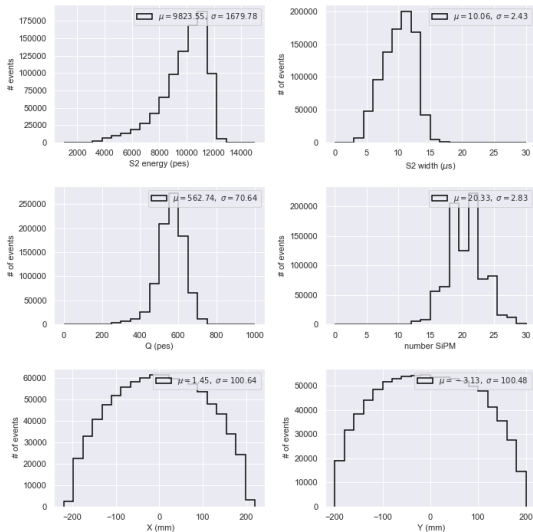 175000
150000
125000
100000
75000
50000
25000
0
# of events
μ = 9823.55, σ = 1679.78
2000 4000 6000 8000 10000 12000 14000
S2 energy (pes)
200000
150000
100000
50000
0
# of events
μ = 10.06, σ = 2.43
0 5 10 15 20 25 30
S2 width (μs)
250000
200000
150000
100000
50000
0
# of events
μ = 562.74, σ = 70.64
0 200 400 600 800 1000
Q (pes)
200000
150000
100000
50000
0
# of events
μ = 20.33, σ = 2.83
0 5 10 15 20 25 30
number SiPM
60000
50000
40000
30000
20000
10000
0
# of events
μ = 1.45, σ = 100.64
−200 −100 0 100 200
X (mm)
50000
40000
30000
20000
10000
0
# of events
μ = −3.13, σ = 100.48
−200 −100 0 100 200
Y (mm)